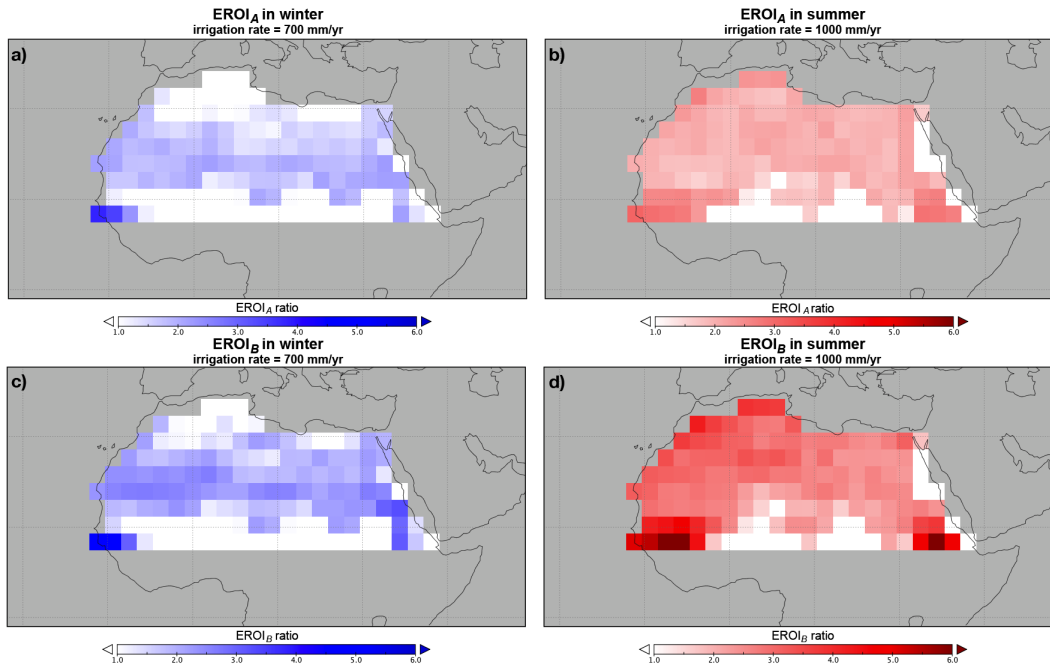 EROI_A in winter
irrigation rate = 700 mm/yr
a)
EROI_A ratio
1.0 2.0 3.0 4.0 5.0 6.0
EROI_A in summer
irrigation rate = 1000 mm/yr
b)
EROI_A ratio
1.0 2.0 3.0 4.0 5.0 6.0
EROI_B in winter
irrigation rate = 700 mm/yr
c)
EROI_B ratio
1.0 2.0 3.0 4.0 5.0 6.0
EROI_B in summer
irrigation rate = 1000 mm/yr
d)
EROI_B ratio
1.0 2.0 3.0 4.0 5.0 6.0